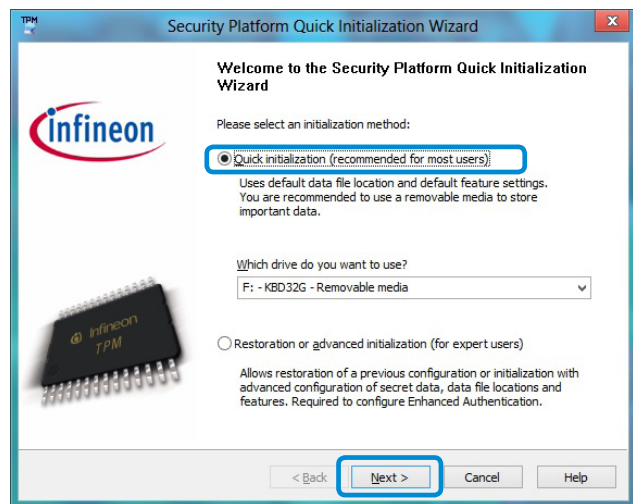 TPM
Security Platform Quick Initialization Wizard
x
Welcome to the Security Platform Quick Initialization
Wizard
infineon
Please select an initialization method:
Quick initialization (recommended for most users)
Uses default data file location and default feature settings.
You are recommended to use a removable media to store
important data.
Which drive do you want to use?
F: - KBD32G - Removable media
infineon
TPM
Restoration or advanced initialization (for expert users)
Allows restoration of a previous configuration or initialization with
advanced configuration of secret data, data file locations and
features. Required to configure Enhanced Authentication.
< Back
Next >
Cancel
Help